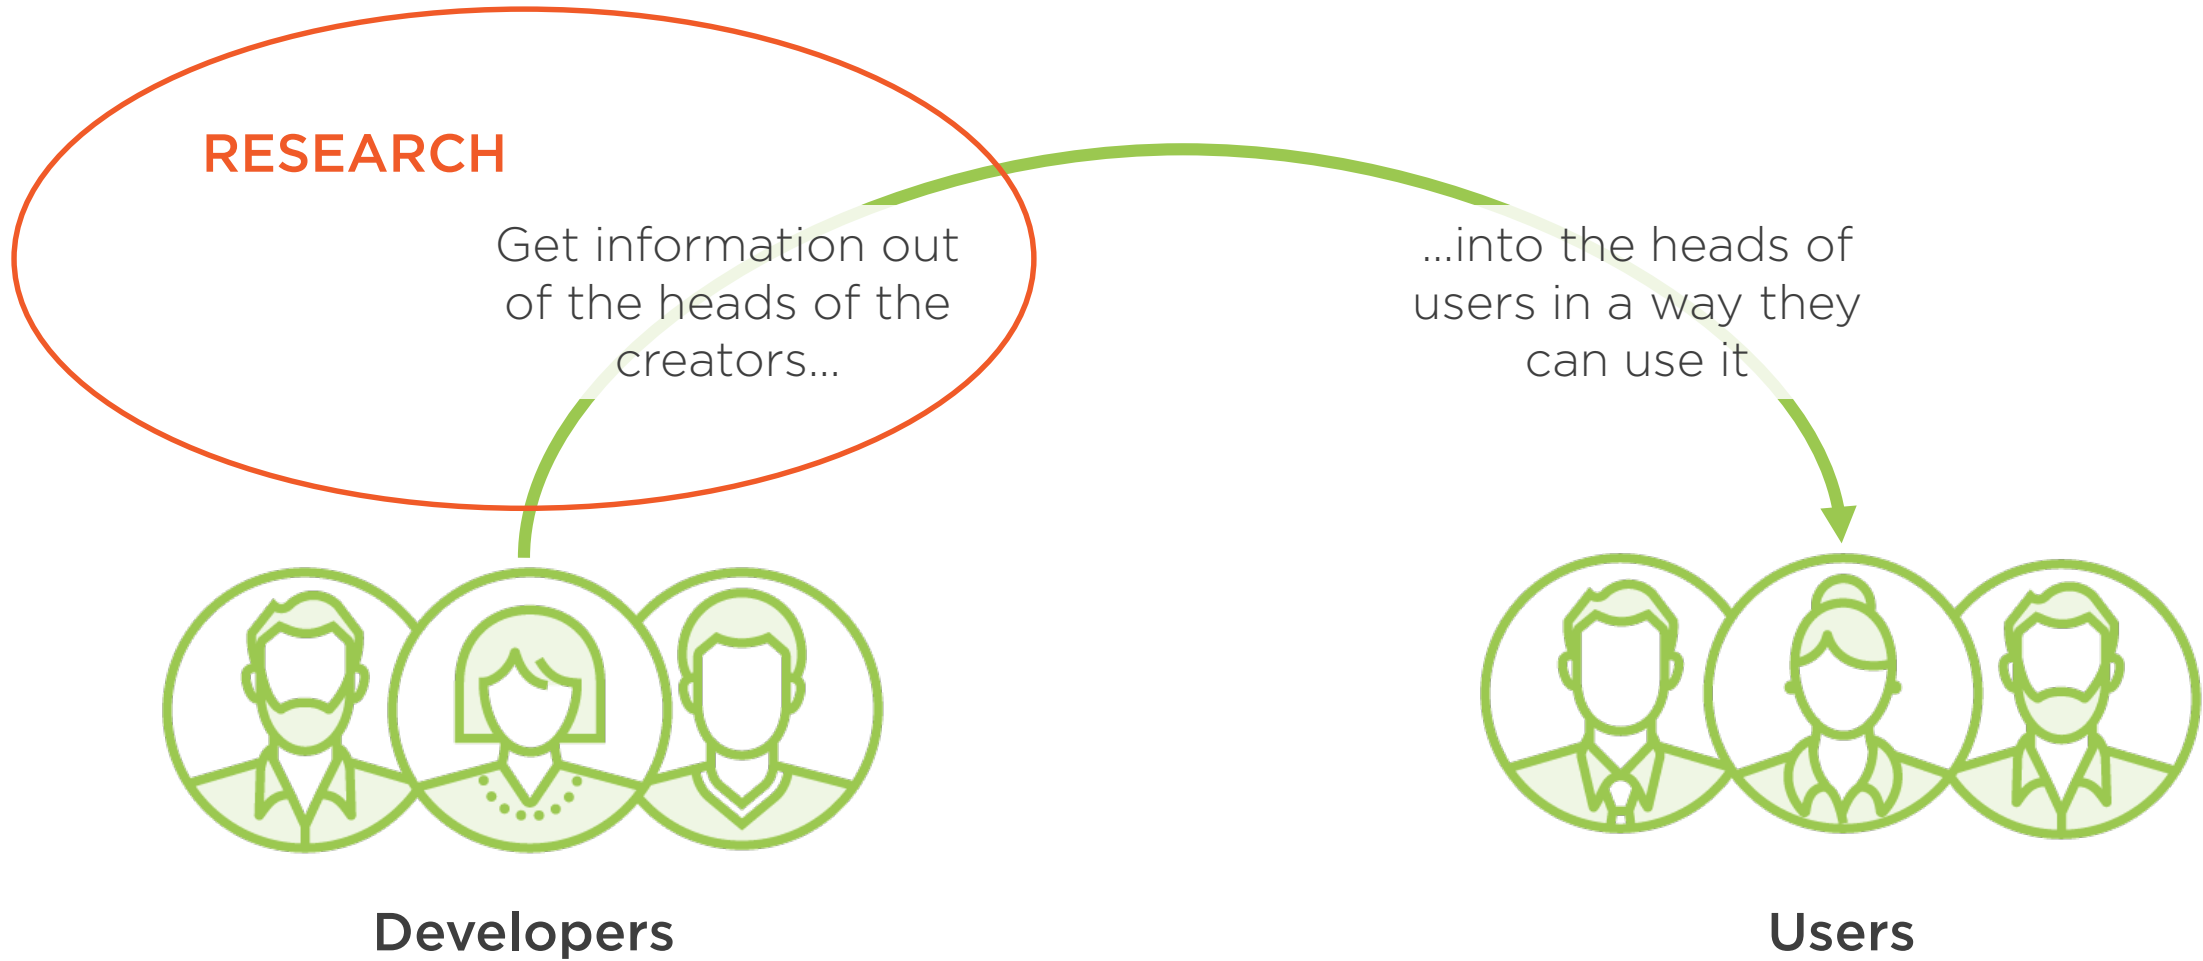 RESEARCH
Get information out
of the heads of the
creators...
...into the heads of
users in a way they
can use it
Developers
Users